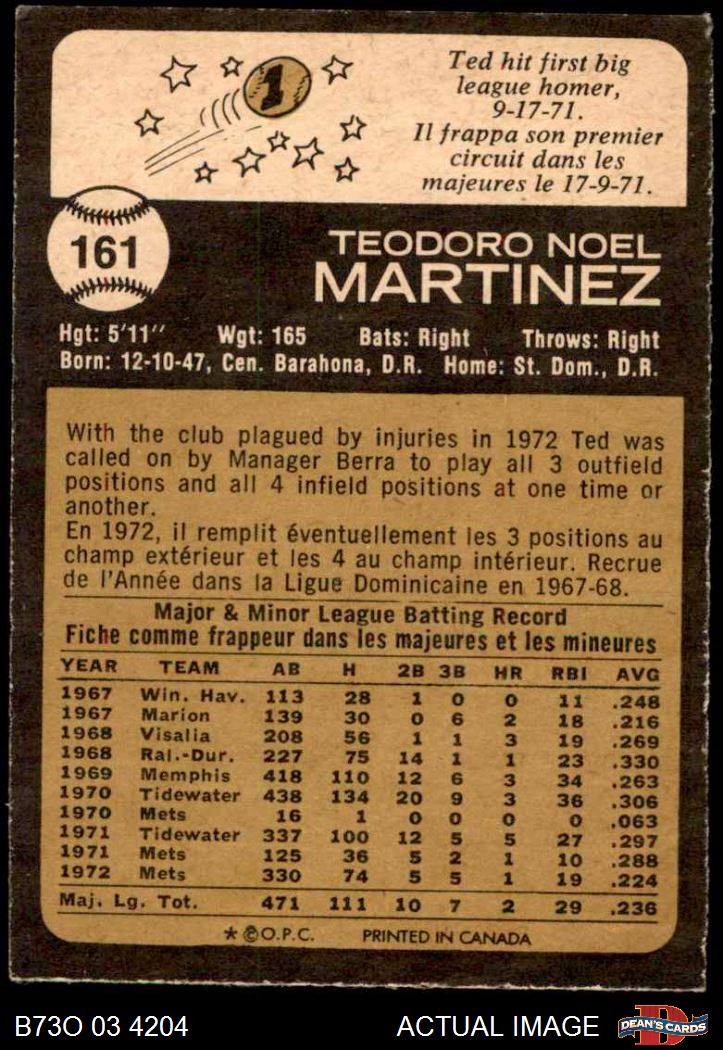 1
Ted hit first big
league homer,
9-17-71.
Il frappa son premier
circuit dans les
majeures le 17-9-71.
161
TEODORO NOEL
MARTINEZ
Hgt: 5'11'' Wgt: 165 Bats: Right Throws: Right
Born: 12-10-47, Cen. Barahona, D.R. Home: St. Dom., D.R.
With the club plagued by injuries in 1972 Ted was
called on by Manager Berra to play all 3 outfield
positions and all 4 infield positions at one time or
another.
En 1972, il remplit éventuellement les 3 positions au
champ extérieur et les 4 au champ intérieur. Recrue
de l'Année dans la Ligue Dominicaine en 1967-68.
Major & Minor League Batting Record
Fiche comme frappeur dans les majeures et les mineures
YEAR TEAM AB H 2B 3B HR RBI AVG
1967 Win. Hav. 113 28 1 0 0 11 .248
1967 Marion 139 30 0 6 2 18 .216
1968 Visalia 208 56 1 1 3 19 .269
1968 Ral.-Dur. 227 75 14 1 1 23 .330
1969 Memphis 418 110 12 6 3 34 .263
1970 Tidewater 438 134 20 9 3 36 .306
1970 Mets 16 1 0 0 0 0 .063
1971 Tidewater 337 100 12 5 5 27 .297
1971 Mets 125 36 5 2 1 10 .288
1972 Mets 330 74 5 5 1 19 .224
Maj. Lg. Tot. 471 111 10 7 2 29 .236
* © O.P.C. PRINTED IN CANADA
B73O 03 4204 ACTUAL IMAGE D DEAN'S CARDS